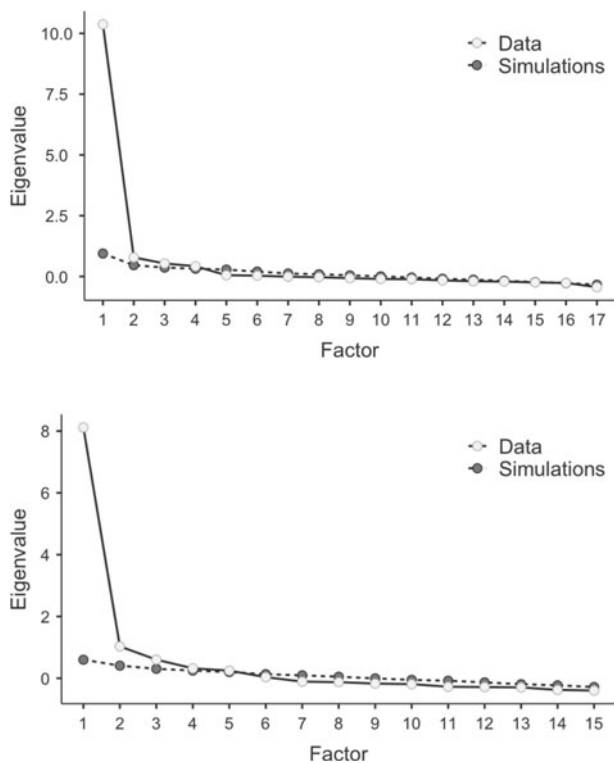 10.0
7.5
5.0
2.5
0.0
Eigenvalue
Data
Simulations
1 2 3 4 5 6 7 8 9 10 11 12 13 14 15 16 17
Factor
8
6
4
2
0
Eigenvalue
Data
Simulations
1 2 3 4 5 6 7 8 9 10 11 12 13 14 15
Factor